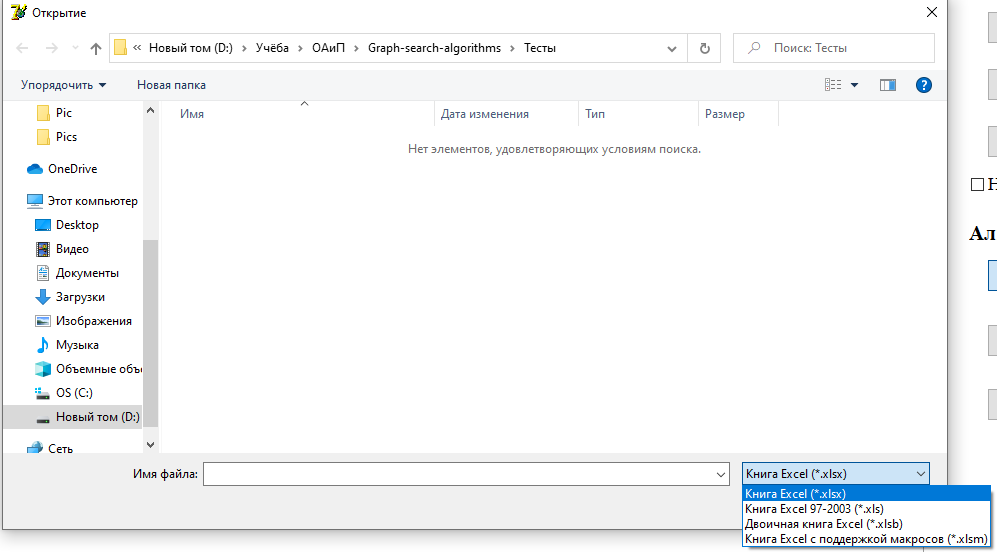 Открытие
« Новый том (D:) › Учёба › ОАиП › Graph-search-algorithms › Тесты
Поиск: Тесты
Упорядочить
Новая папка
Имя
Дата изменения
Тип
Размер
Нет элементов, удовлетворяющих условиям поиска.
Pic
Pics
OneDrive
Этот компьютер
Desktop
Видео
Документы
Загрузки
Изображения
Музыка
Объемные объ
OS (C:)
Новый том (D:)
Сеть
Н
Ал
Имя файла:
Книга Excel (*.xlsx)
Книга Excel (*.xlsx)
Книга Excel 97-2003 (*.xls)
Двоичная книга Excel (*.xlsb)
Книга Excel с поддержкой макросов (*.xlsm)